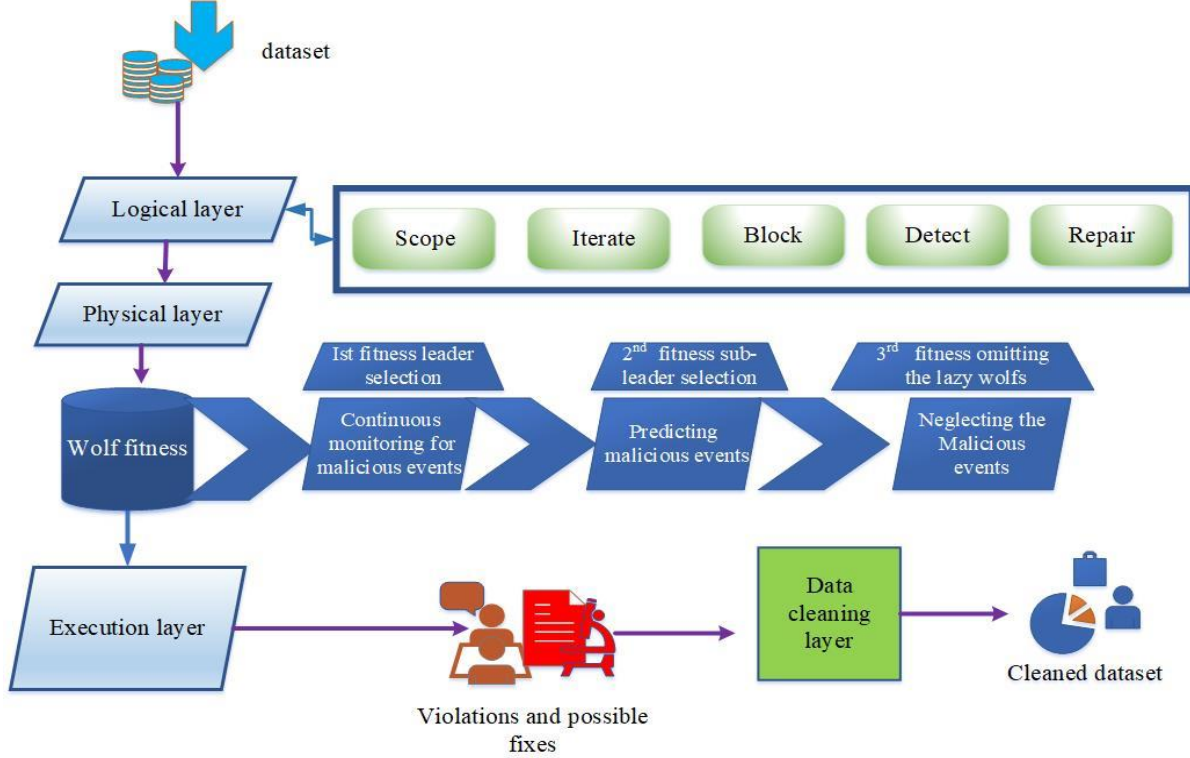 dataset
Logical layer
Scope
Iterate
Block
Detect
Repair
Physical layer
Ist fitness leader
selection
2nd fitness sub-
leader selection
3rd fitness omitting
the lazy wolfs
Wolf fitness
Continuous
monitoring for
malicious events
Predicting
malicious events
Neglecting the
Malicious
events
Execution layer
Violations and possible
fixes
Data
cleaning
layer
Cleaned dataset